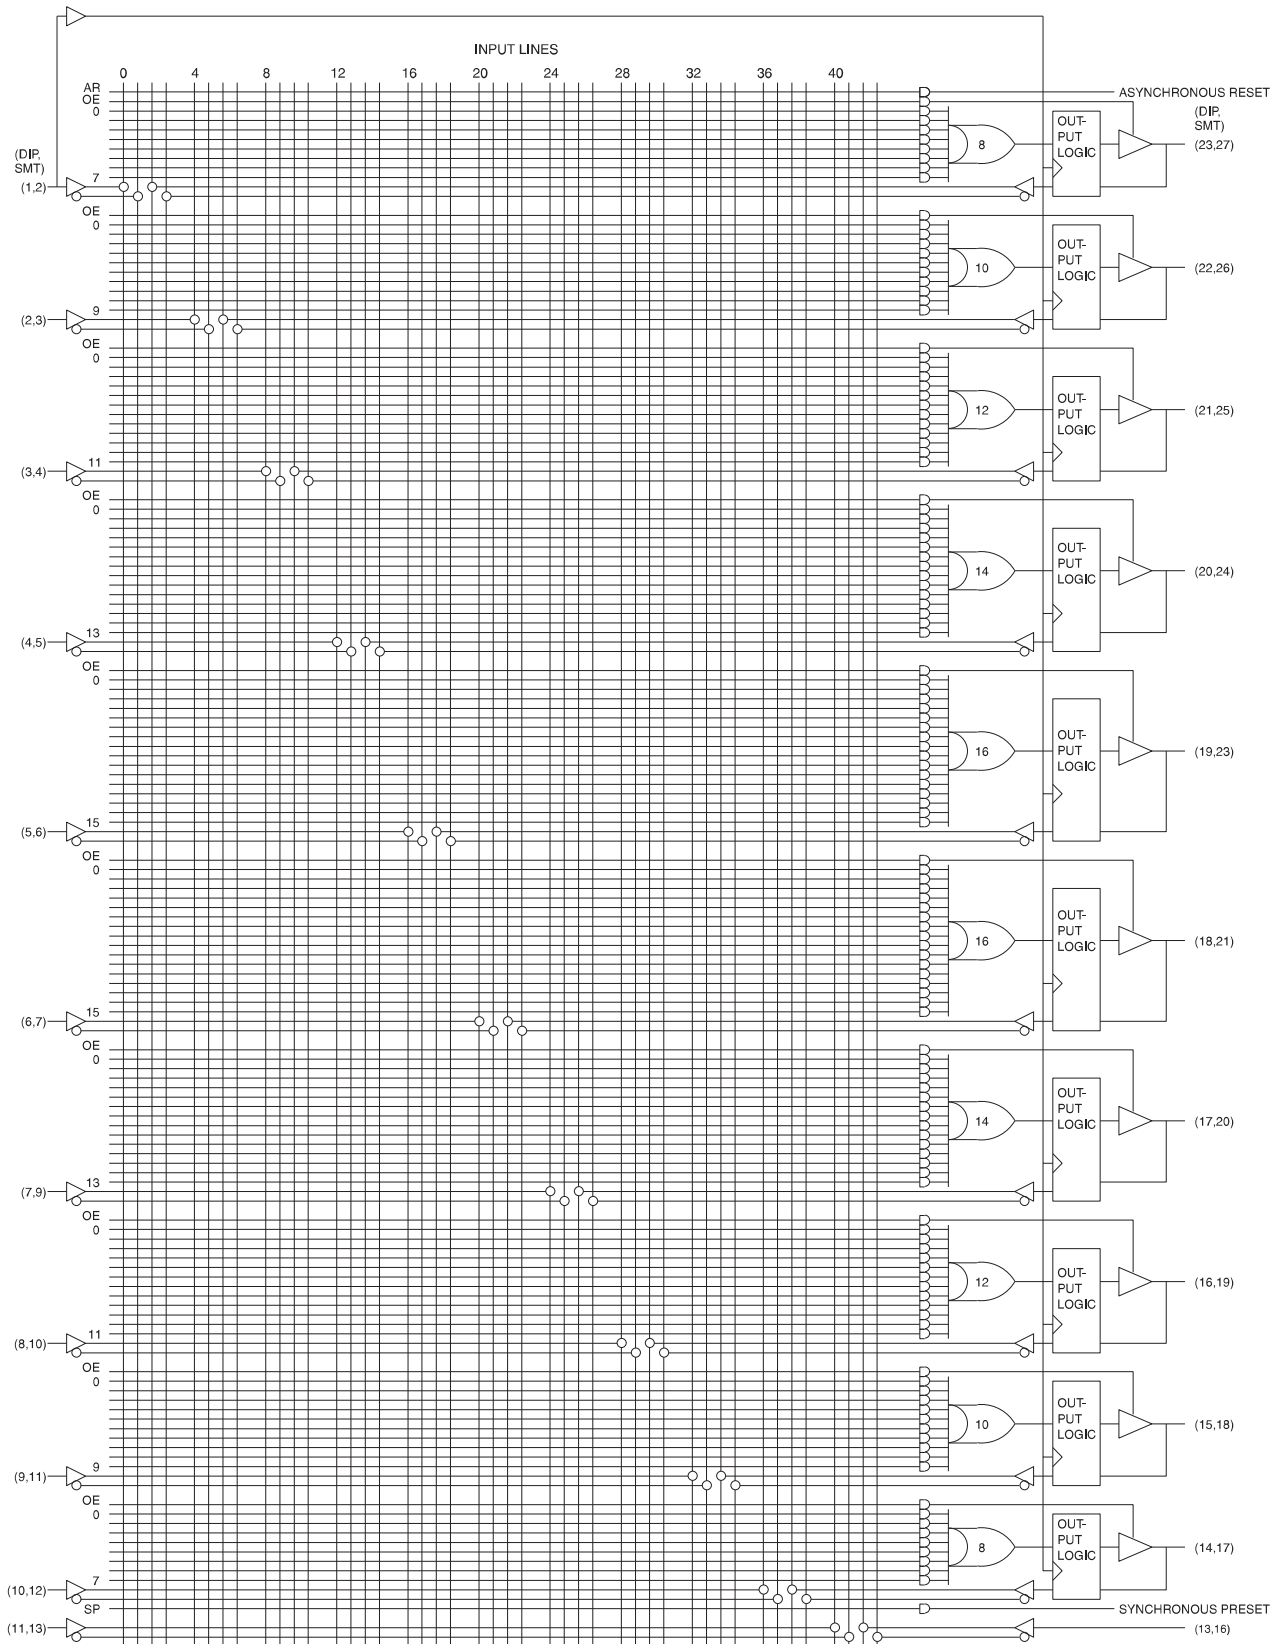 INPUT LINES
0 4 8 12 16 20 24 28 32 36 40
AR
ASYNCHRONOUS RESET
OE
0
(DIP,
SMT)
(DIP,
SMT)
8
OUT-
PUT
LOGIC
(23,27)
7
(1,2)
OE
0
10
OUT-
PUT
LOGIC
(22,26)
9
(2,3)
OE
0
12
OUT-
PUT
LOGIC
(21,25)
11
(3,4)
OE
0
14
OUT-
PUT
LOGIC
(20,24)
13
(4,5)
OE
0
16
OUT-
PUT
LOGIC
(19,23)
15
(5,6)
OE
0
16
OUT-
PUT
LOGIC
(18,21)
15
(6,7)
OE
0
14
OUT-
PUT
LOGIC
(17,20)
13
(7,9)
OE
0
12
OUT-
PUT
LOGIC
(16,19)
11
(8,10)
OE
0
10
OUT-
PUT
LOGIC
(15,18)
9
(9,11)
OE
0
8
OUT-
PUT
LOGIC
(14,17)
7
(10,12)
SP
SYNCHRONOUS PRESET
(11,13)
(13,16)